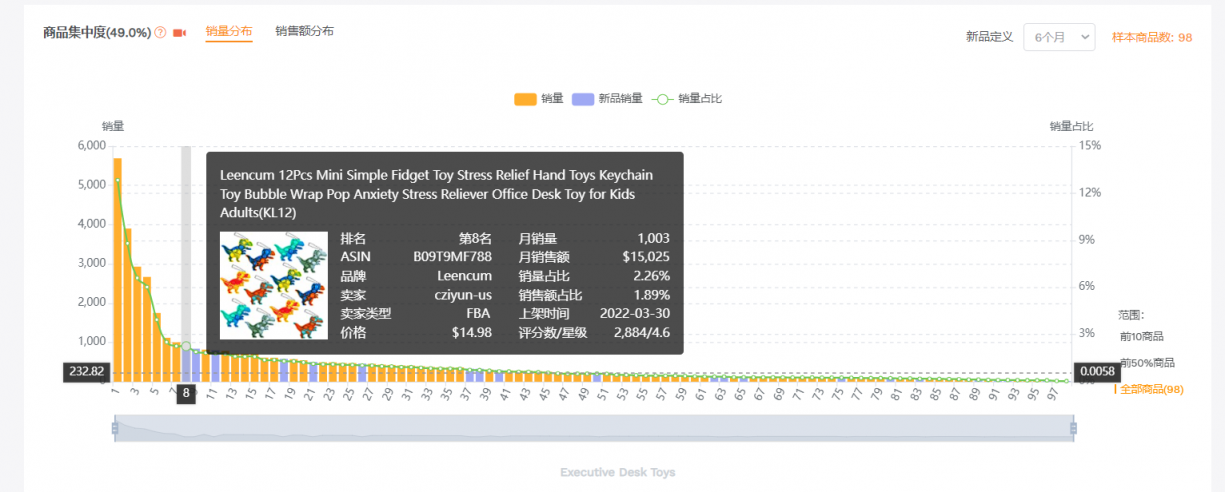 商品集中度(49.0%) ? 销量分布 销售额分布
新品定义 6个月 样本商品数: 98
销量 新品销量 销量占比
销量 销量占比
6,000 15%
5,000 12%
4,000 9%
3,000 6%
2,000 3%
1,000
232.82 0.0058
Leencum 12Pcs Mini Simple Fidget Toy Stress Relief Hand Toys Keychain
Toy Bubble Wrap Pop Anxiety Stress Reliever Office Desk Toy for Kids
Adults(KL12)
排名 第8名 月销量 1,003
ASIN B09T9MF788 月销售额 $15,025
品牌 Leencum 销量占比 2.26%
卖家 cziyun-us 销售额占比 1.89%
卖家类型 FBA 上架时间 2022-03-30
价格 $14.98 评分数/星级 2,884/4.6
范围:
前10商品
前50%商品
全部商品(98)
1 3 5 7 8 11 13 15 17 19 21 23 25 27 29 31 33 35 37 39 41 43 45 47 49 51 53 55 57 59 61 63 65 67 69 71 73 75 77 79 81 83 85 87 89 91 93 95 97
Executive Desk Toys